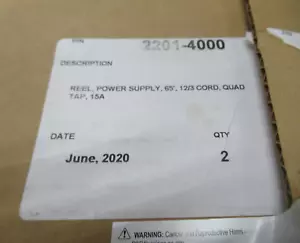 P/N
2201-4000
DESCRIPTION
REEL, POWER SUPPLY, 65', 12/3 CORD, QUAD
TAP, 15A
DATE
QTY
June, 2020
2
WARNING: Cancer and Reproductive Harm -